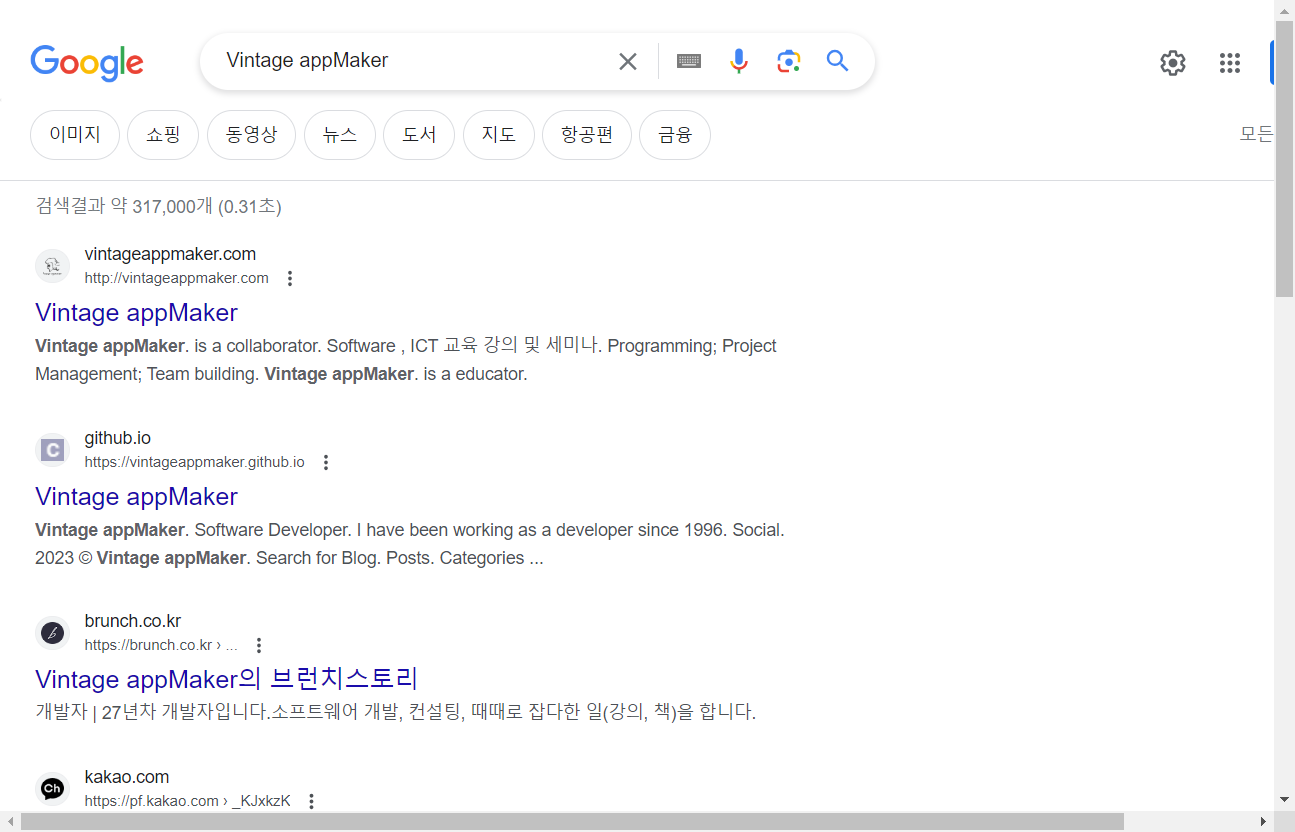 Google
Vintage appMaker
이미지
쇼핑
동영상
뉴스
도서
지도
항공편
금융
모든
검색결과 약 317,000개 (0.31초)
vintageappmaker.com
http://vintageappmaker.com
Vintage appMaker
Vintage appMaker. is a collaborator. Software , ICT 교육 강의 및 세미나. Programming; Project
Management; Team building. Vintage appMaker. is a educator.
C
github.io
https://vintageappmaker.github.io
Vintage appMaker
Vintage appMaker. Software Developer. I have been working as a developer since 1996. Social.
2023 © Vintage appMaker. Search for Blog. Posts. Categories ...
b
brunch.co.kr
https://brunch.co.kr › ...
Vintage appMaker의 브런치스토리
개발자 | 27년차 개발자입니다.소프트웨어 개발, 컨설팅, 때때로 잡다한 일(강의, 책)을 합니다.
Ch
kakao.com
https://pf.kakao.com › _KJxkzK